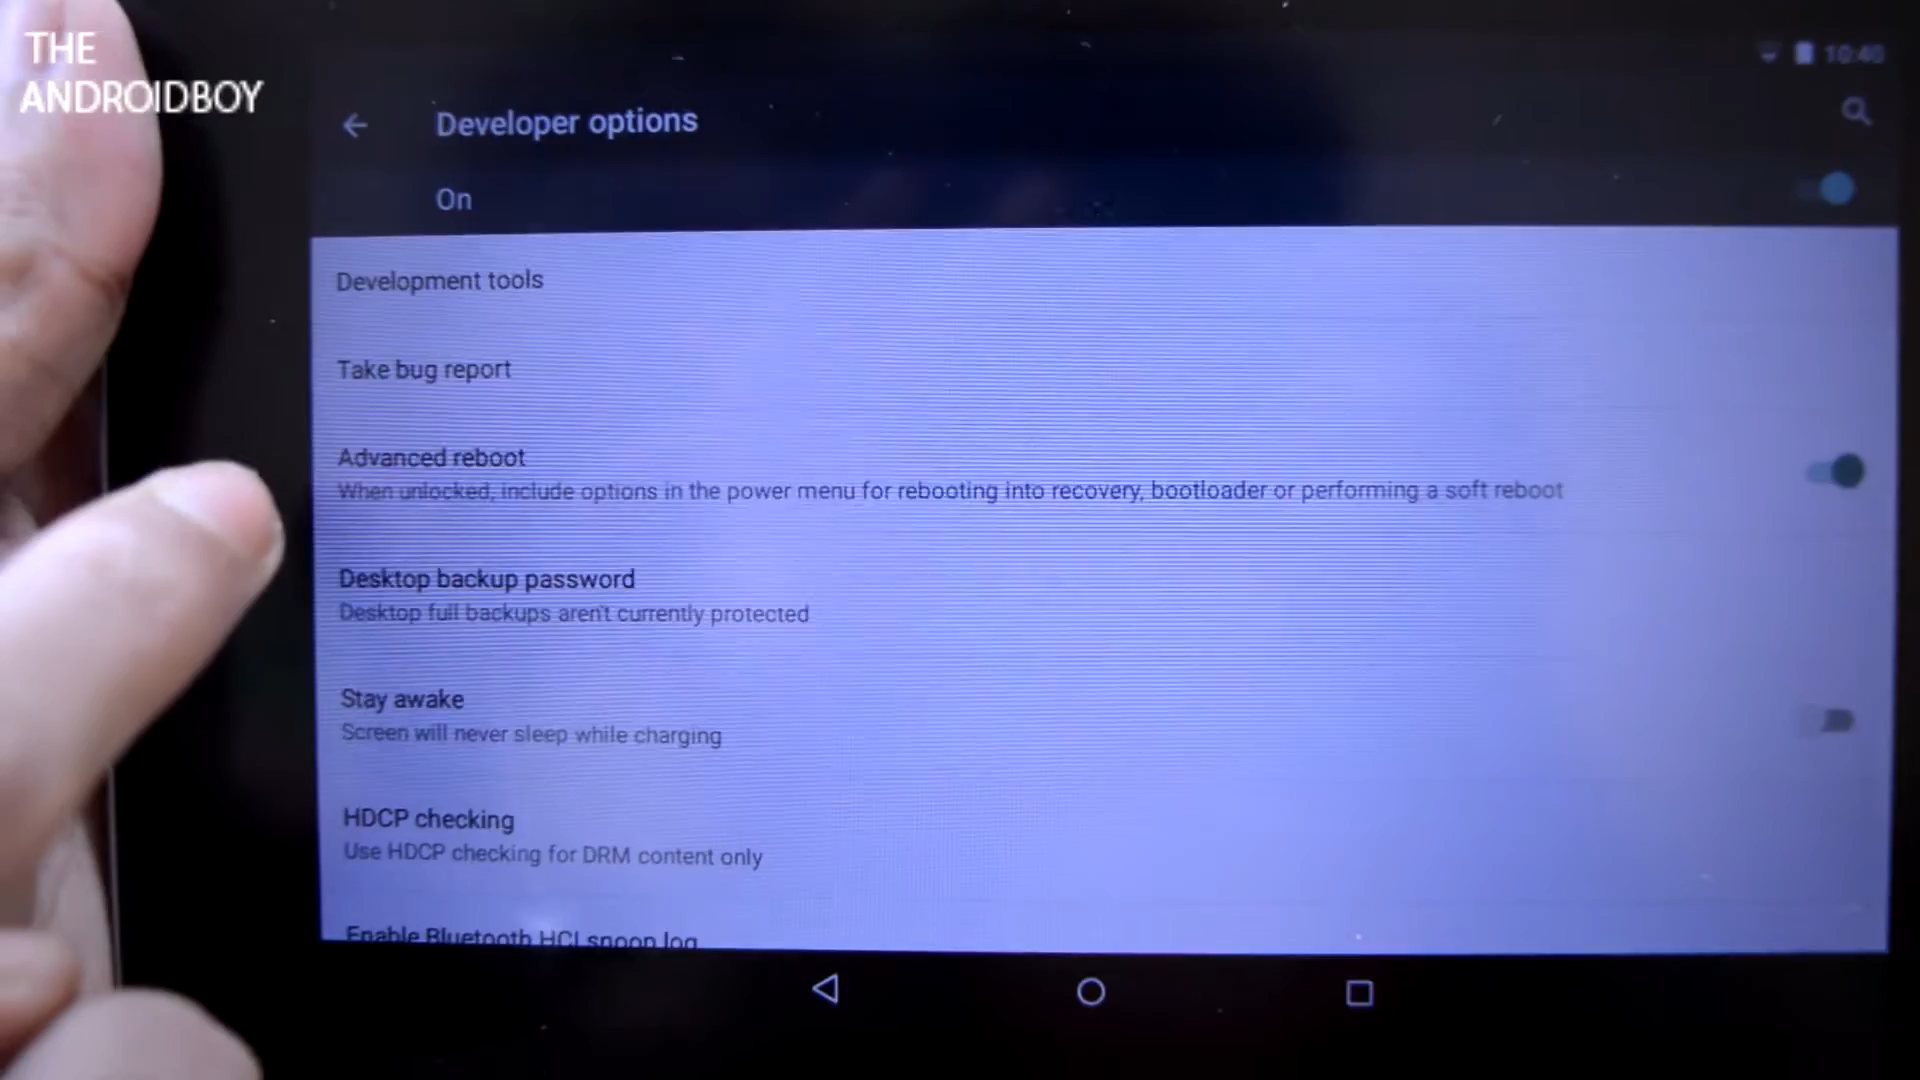 THE
ANDROIDBOY
10:40
Developer options
On
Development tools
Take bug report
Advanced reboot
When unlocked, include options in the power menu for rebooting into recovery, bootloader or performing a soft reboot
Desktop backup password
Desktop full backups aren't currently protected
Stay awake
Screen will never sleep while charging
HDCP checking
Use HDCP checking for DRM content only
Enable Bluetooth HCI snoop log